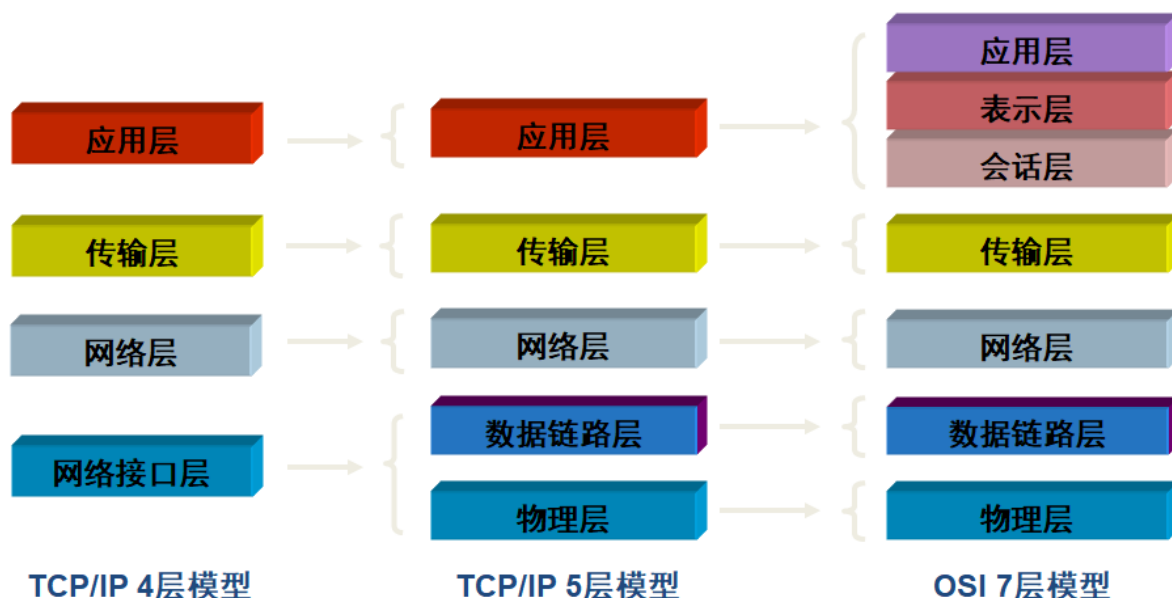 应用层
传输层
网络层
网络接口层
TCP/IP 4层模型
应用层
传输层
网络层
数据链路层
物理层
TCP/IP 5层模型
应用层
表示层
会话层
传输层
网络层
数据链路层
物理层
OSI 7层模型